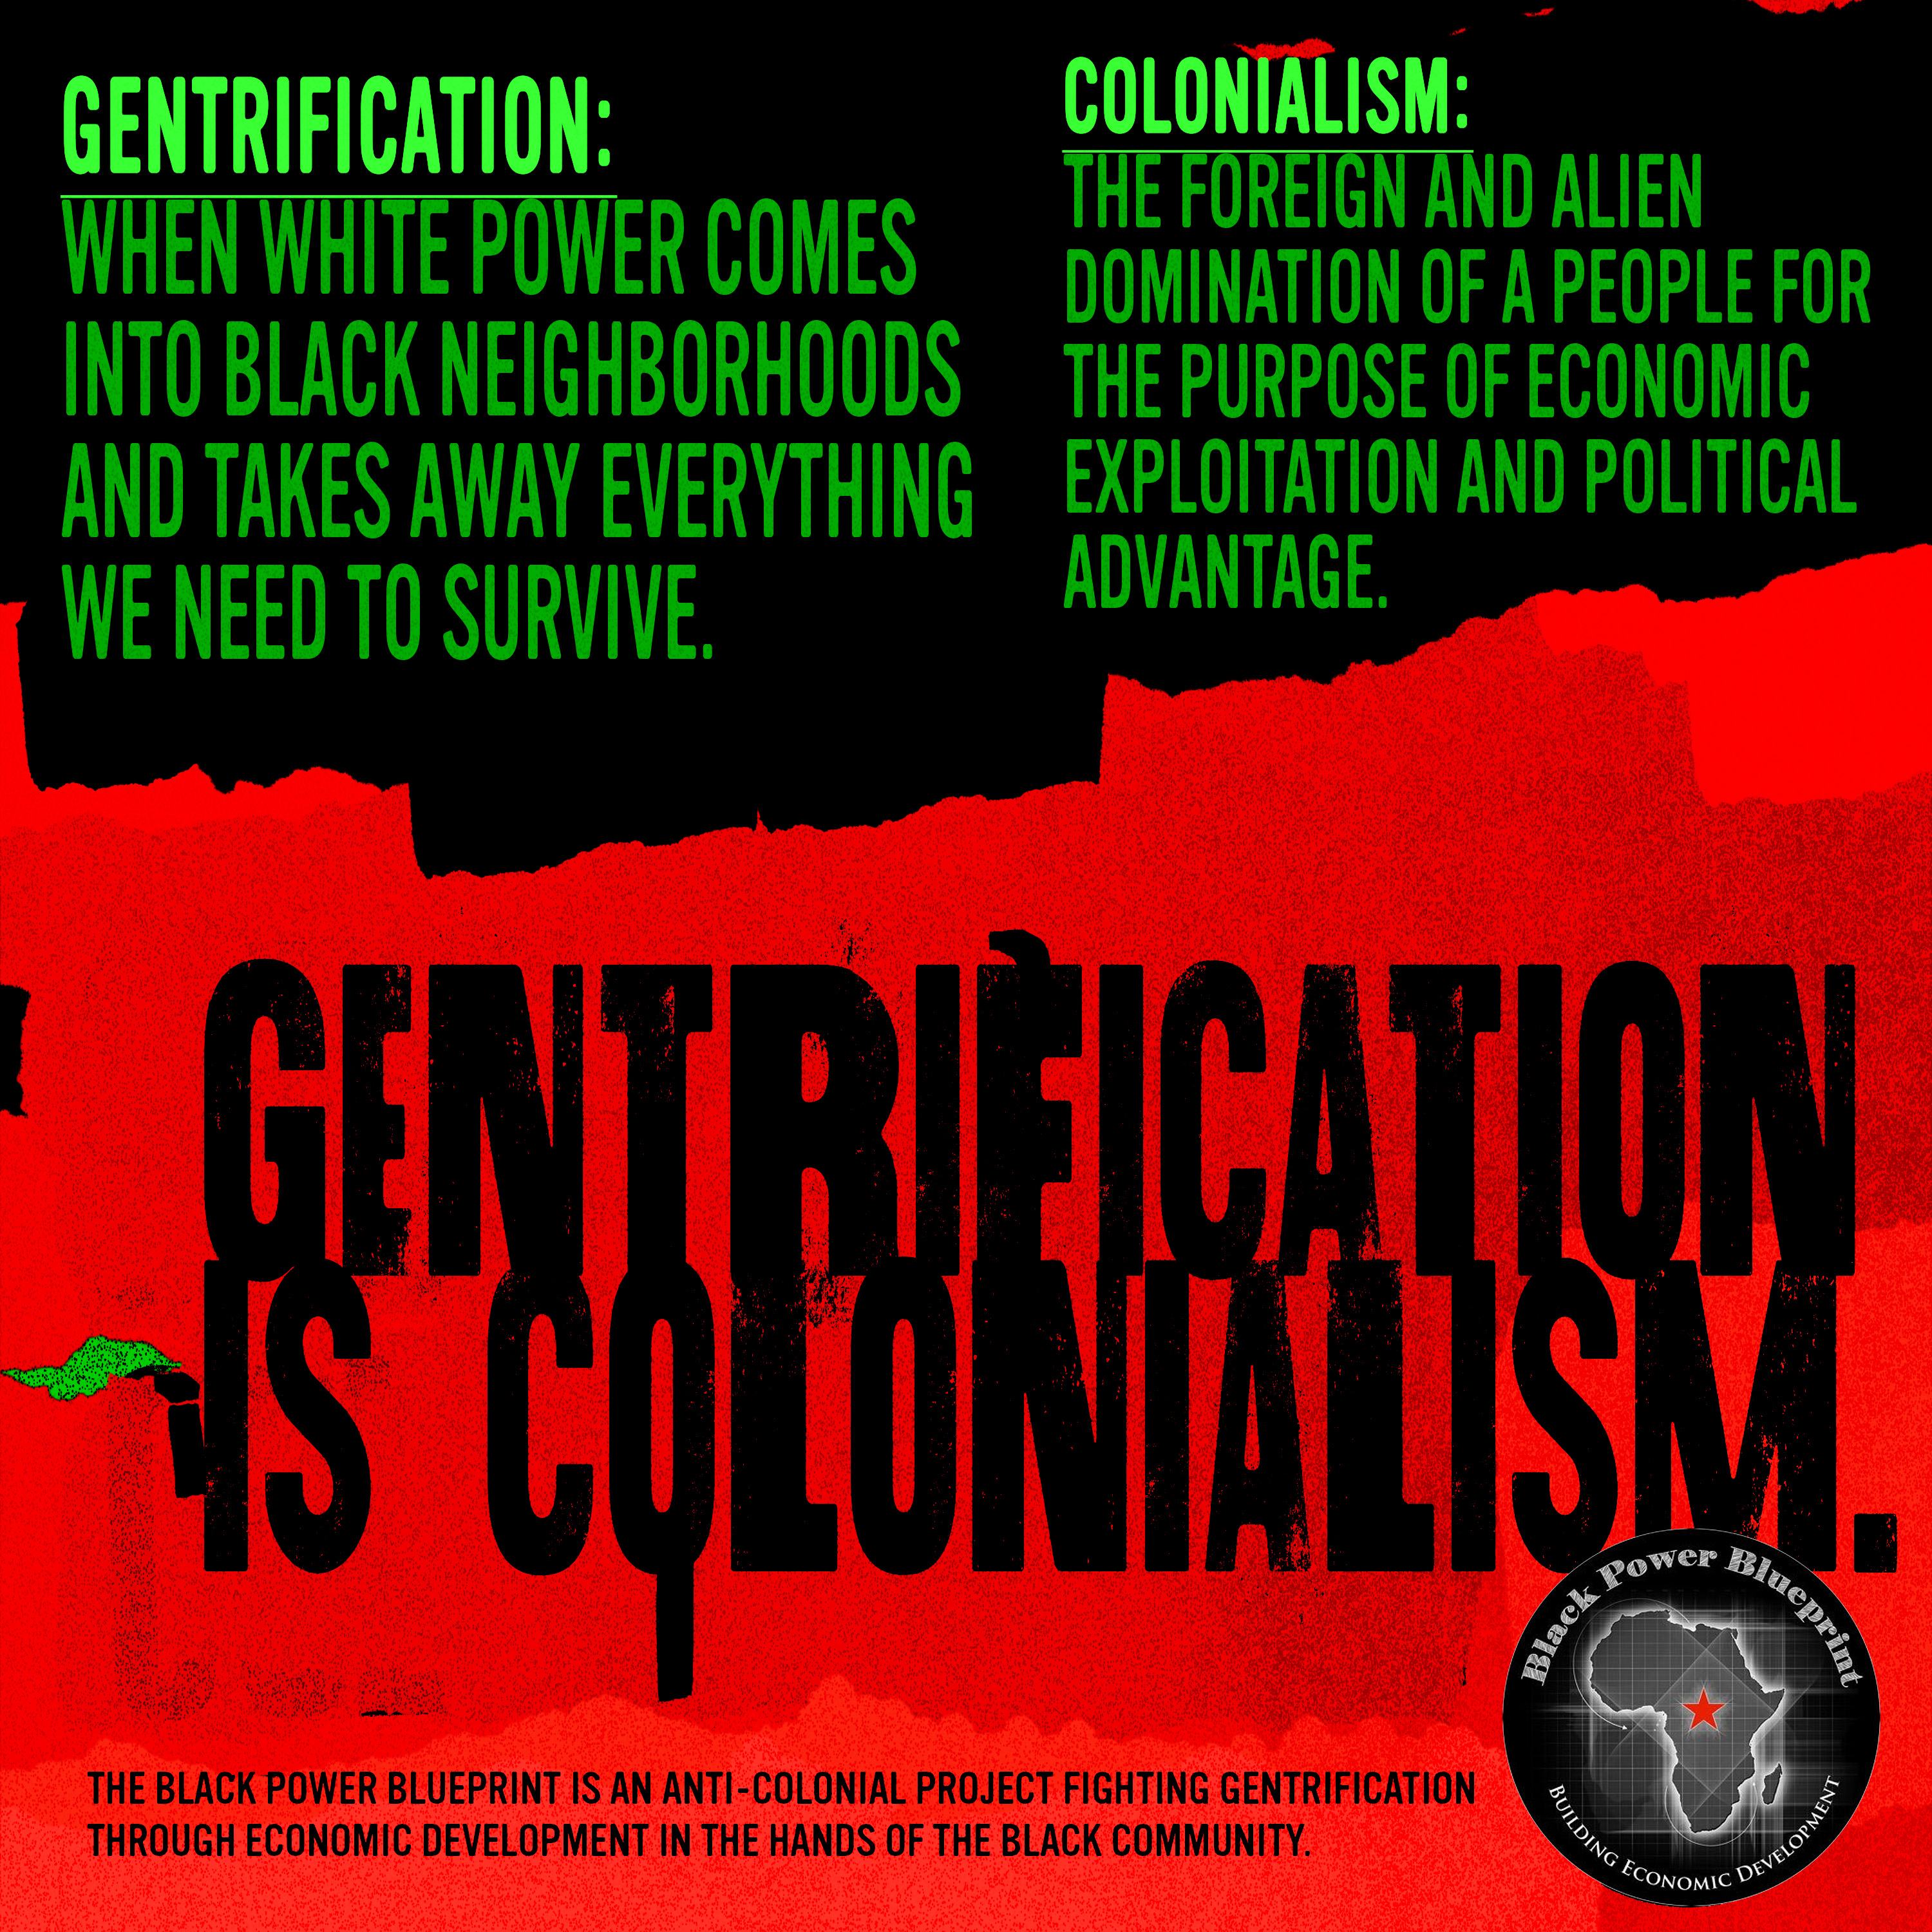 GENTRIFICATION:
WHEN WHITE POWER COMES
INTO BLACK NEIGHBORHOODS
AND TAKES AWAY EVERYTHING
WE NEED TO SURVIVE.
COLONIALISM:
THE FOREIGN AND ALIEN
DOMINATION OF A PEOPLE FOR
THE PURPOSE OF ECONOMIC
EXPLOITATION AND POLITICAL
ADVANTAGE.
GENTRIFICATION
IS COLONIALISM.
THE BLACK POWER BLUEPRINT IS AN ANTI-COLONIAL PROJECT FIGHTING GENTRIFICATION
THROUGH ECONOMIC DEVELOPMENT IN THE HANDS OF THE BLACK COMMUNITY.
Black Power Blueprint
BUILDING ECONOMIC DEVELOPMENT